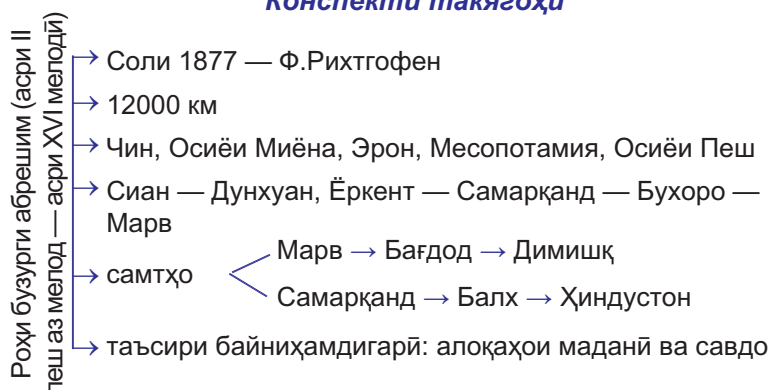 Конспекти такягоҳӣ
Роҳи бузурги абрешим (асри II
пеш аз мелод — асри XVI мелодӣ)
→ Соли 1877 — Ф.Рихтгофен
→ 12000 км
→ Чин, Осиёи Миёна, Эрон, Месопотамия, Осиёи Пеш
→ Сиан — Дунхуан, Ёркент — Самарқанд — Бухоро —
Марв
→ самтҳо
Марв → Бағдод → Димишқ
Самарқанд → Балх → Ҳиндустон
→ таъсири байниҳамдигарӣ: алоқаҳои маданӣ ва савдо